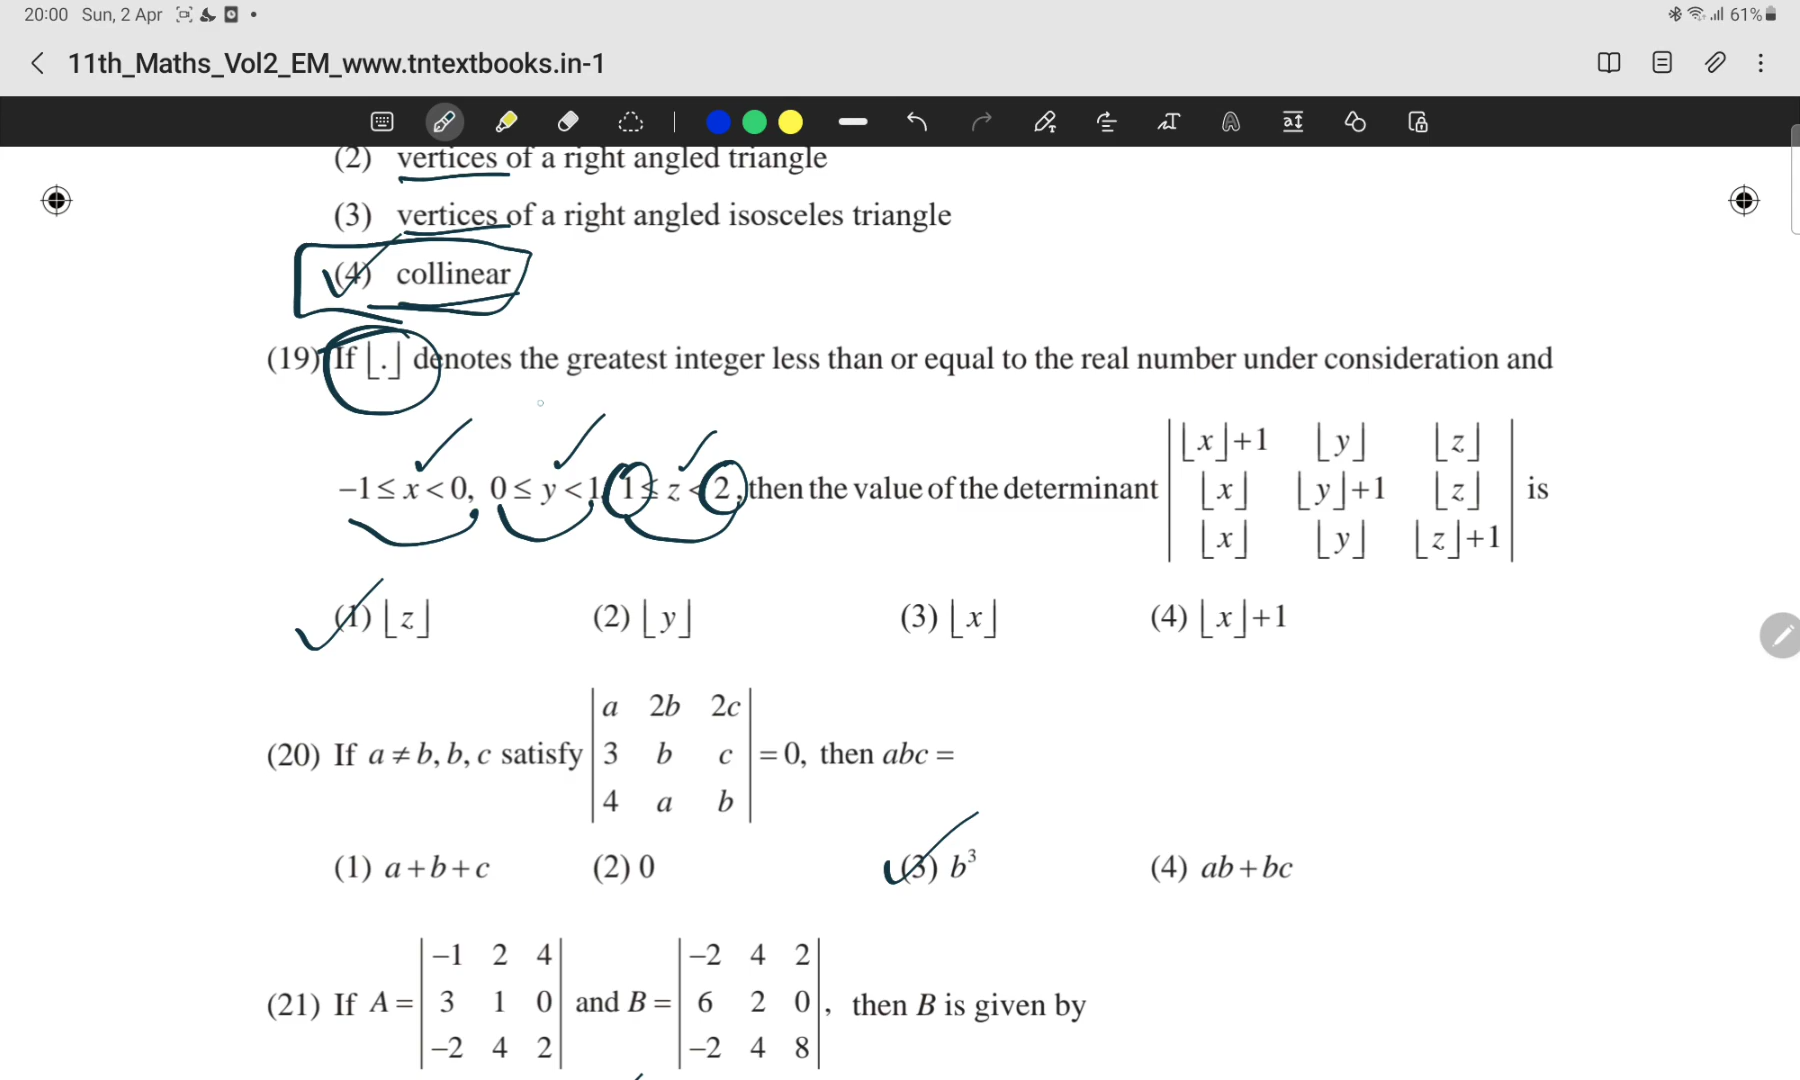 20:00 Sun, 2 Apr
61%
11th_Maths_Vol2_EM_www.tntextbooks.in-1
(2) vertices of a right angled triangle
(3) vertices of a right angled isosceles triangle
(4) collinear
(19) If ⌊.⌋ denotes the greatest integer less than or equal to the real number under consideration and
⌊x⌋+1 ⌊y⌋ ⌊z⌋
−1 ≤ x < 0, 0 ≤ y < 1, 1 ≤ z < 2, then the value of the determinant ⌊x⌋ ⌊y⌋+1 ⌊z⌋ is
⌊x⌋ ⌊y⌋ ⌊z⌋+1
(1) ⌊z⌋ (2) ⌊y⌋ (3) ⌊x⌋ (4) ⌊x⌋+1
a 2b 2c
(20) If a ≠ b, b, c satisfy 3 b c = 0, then abc =
4 a b
(1) a+b+c (2) 0 (3) b³ (4) ab+bc
−1 2 4 −2 4 2
(21) If A = 3 1 0 and B = 6 2 0, then B is given by
−2 4 2 −2 4 8